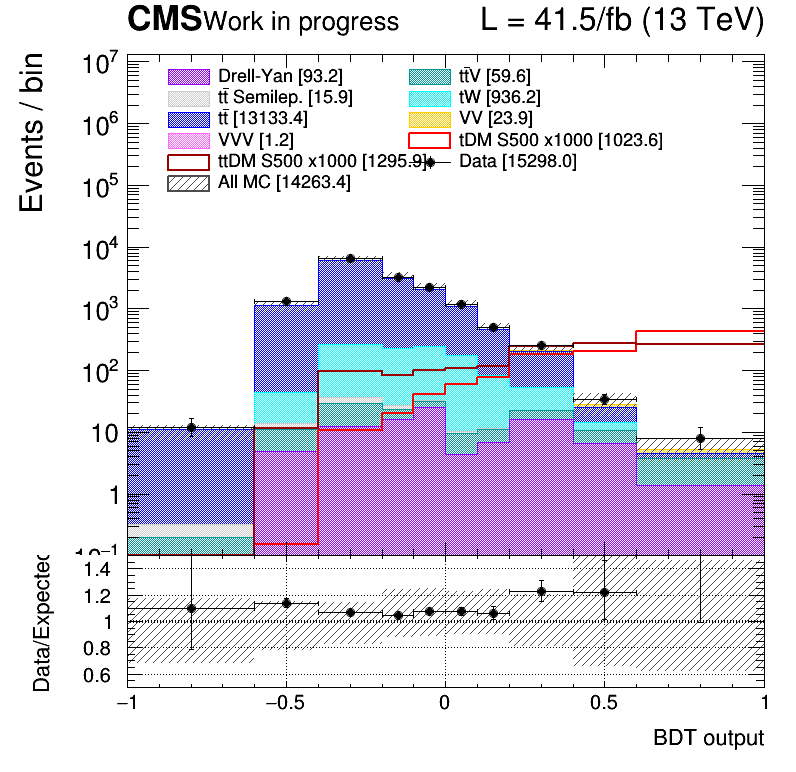 CMS Work in progress L = 41.5/fb (13 TeV)
Events / bin
Drell-Yan [93.2] tt̄V [59.6]
tt̄ Semilep. [15.9] tW [936.2]
tt̄ [13133.4] VV [23.9]
VVV [1.2] tDM S500 x1000 [1023.6]
ttDM S500 x1000 [1295.9] Data [15298.0]
All MC [14263.4]
10⁷
10⁶
10⁵
10⁴
10³
10²
10
1
10⁻¹
Data/Expected
1.4
1.2
1
0.8
0.6
−1 −0.5 0 0.5 1
BDT output